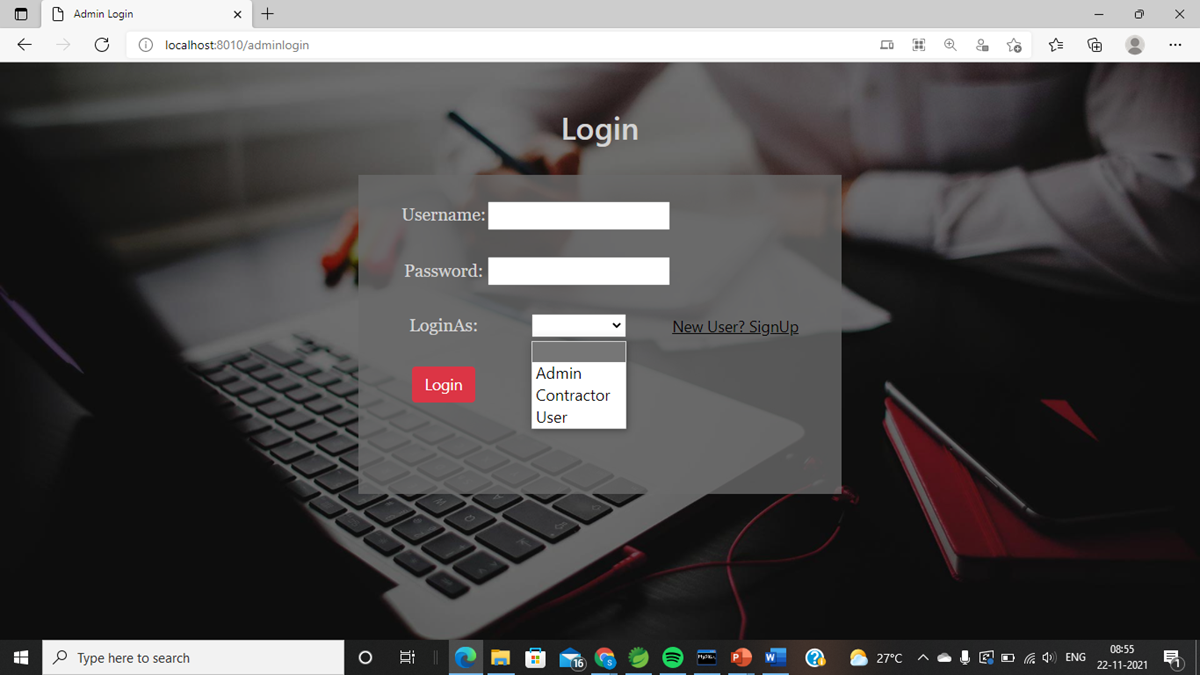 Admin Login
localhost:8010/adminlogin
Login
Username:
Password:
LoginAs:
New User? SignUp
Admin
Contractor
User
Login
Type here to search
16
27°C
ENG
08:55
22-11-2021
1